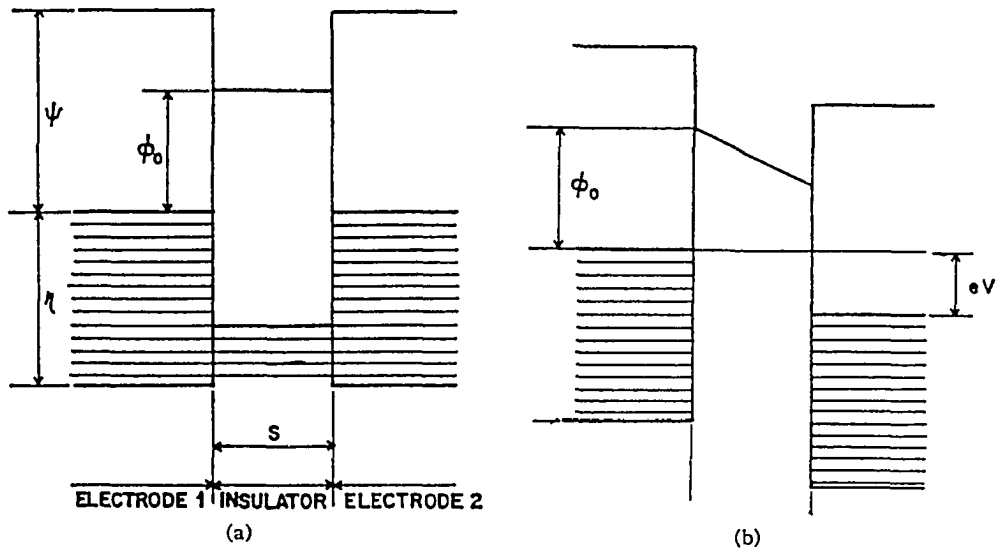 ψ
ϕ₀
η
S
ELECTRODE 1 INSULATOR ELECTRODE 2
(a)
ϕ₀
eV
(b)